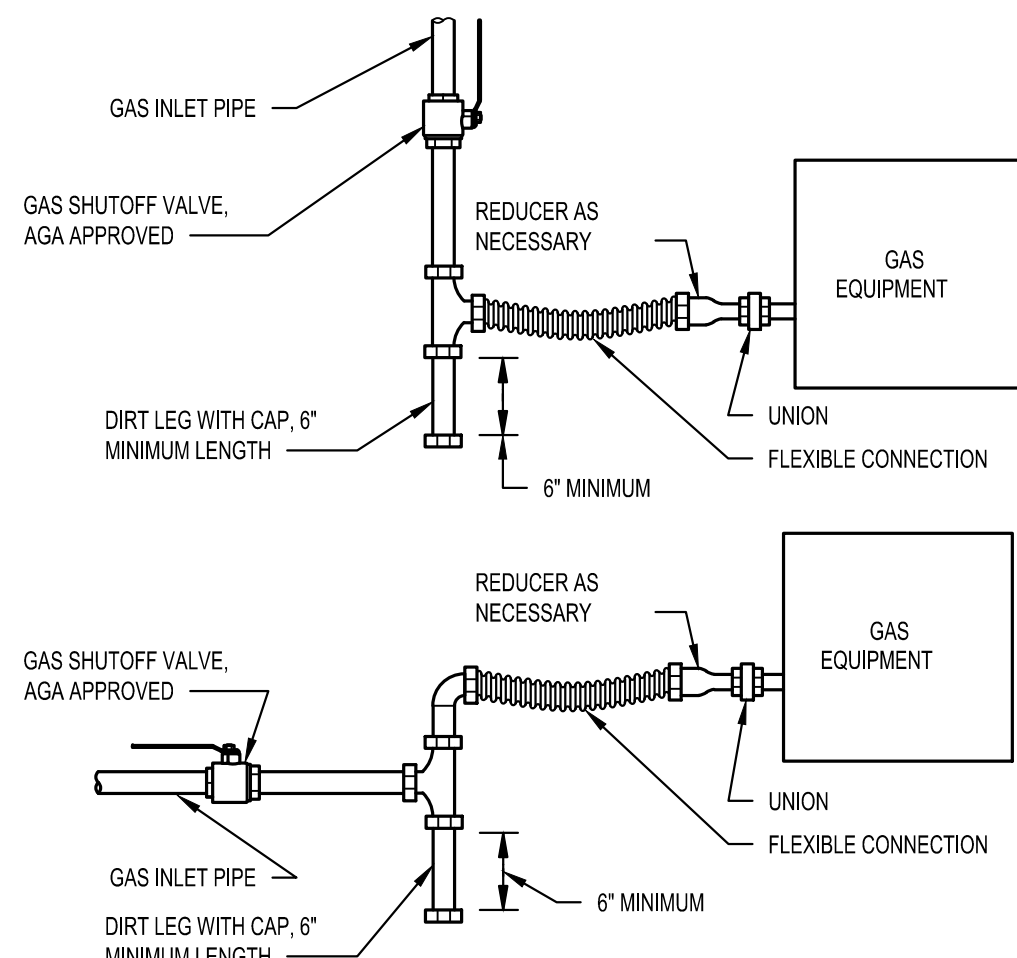 GAS INLET PIPE
GAS SHUTOFF VALVE,
AGA APPROVED
REDUCER AS
NECESSARY
GAS
EQUIPMENT
DIRT LEG WITH CAP, 6"
MINIMUM LENGTH
UNION
FLEXIBLE CONNECTION
6" MINIMUM
REDUCER AS
NECESSARY
GAS
EQUIPMENT
GAS SHUTOFF VALVE,
AGA APPROVED
UNION
FLEXIBLE CONNECTION
GAS INLET PIPE
6" MINIMUM
DIRT LEG WITH CAP, 6"
MINIMUM LENGTH